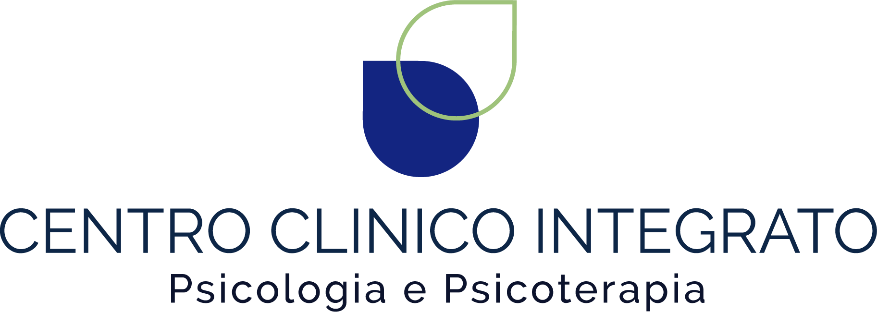 CENTRO CLINICO INTEGRATO
Psicologia e Psicoterapia